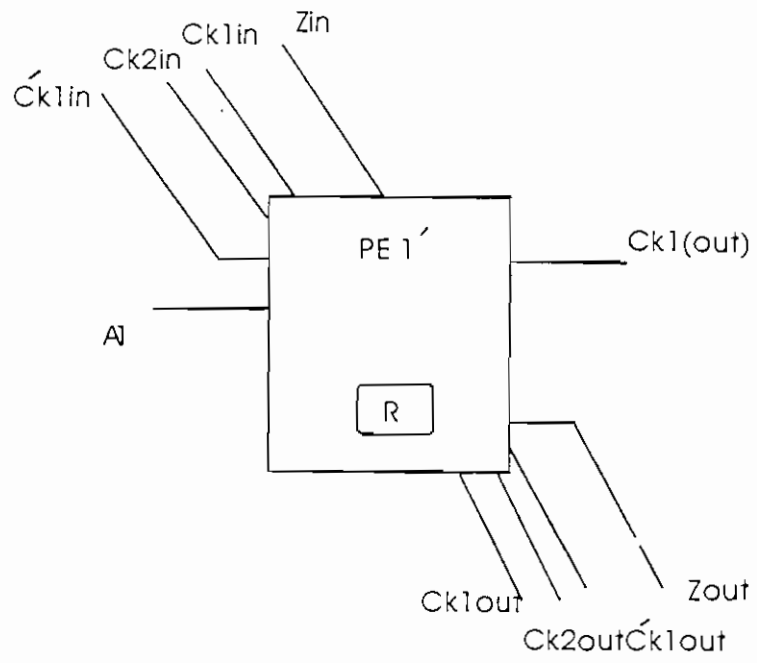 Zin
Ck1in
Ck2in
Ćk1in
PE 1´
Ck1(out)
A1
R
Ck1out
Zout
Ck2outĆk1out